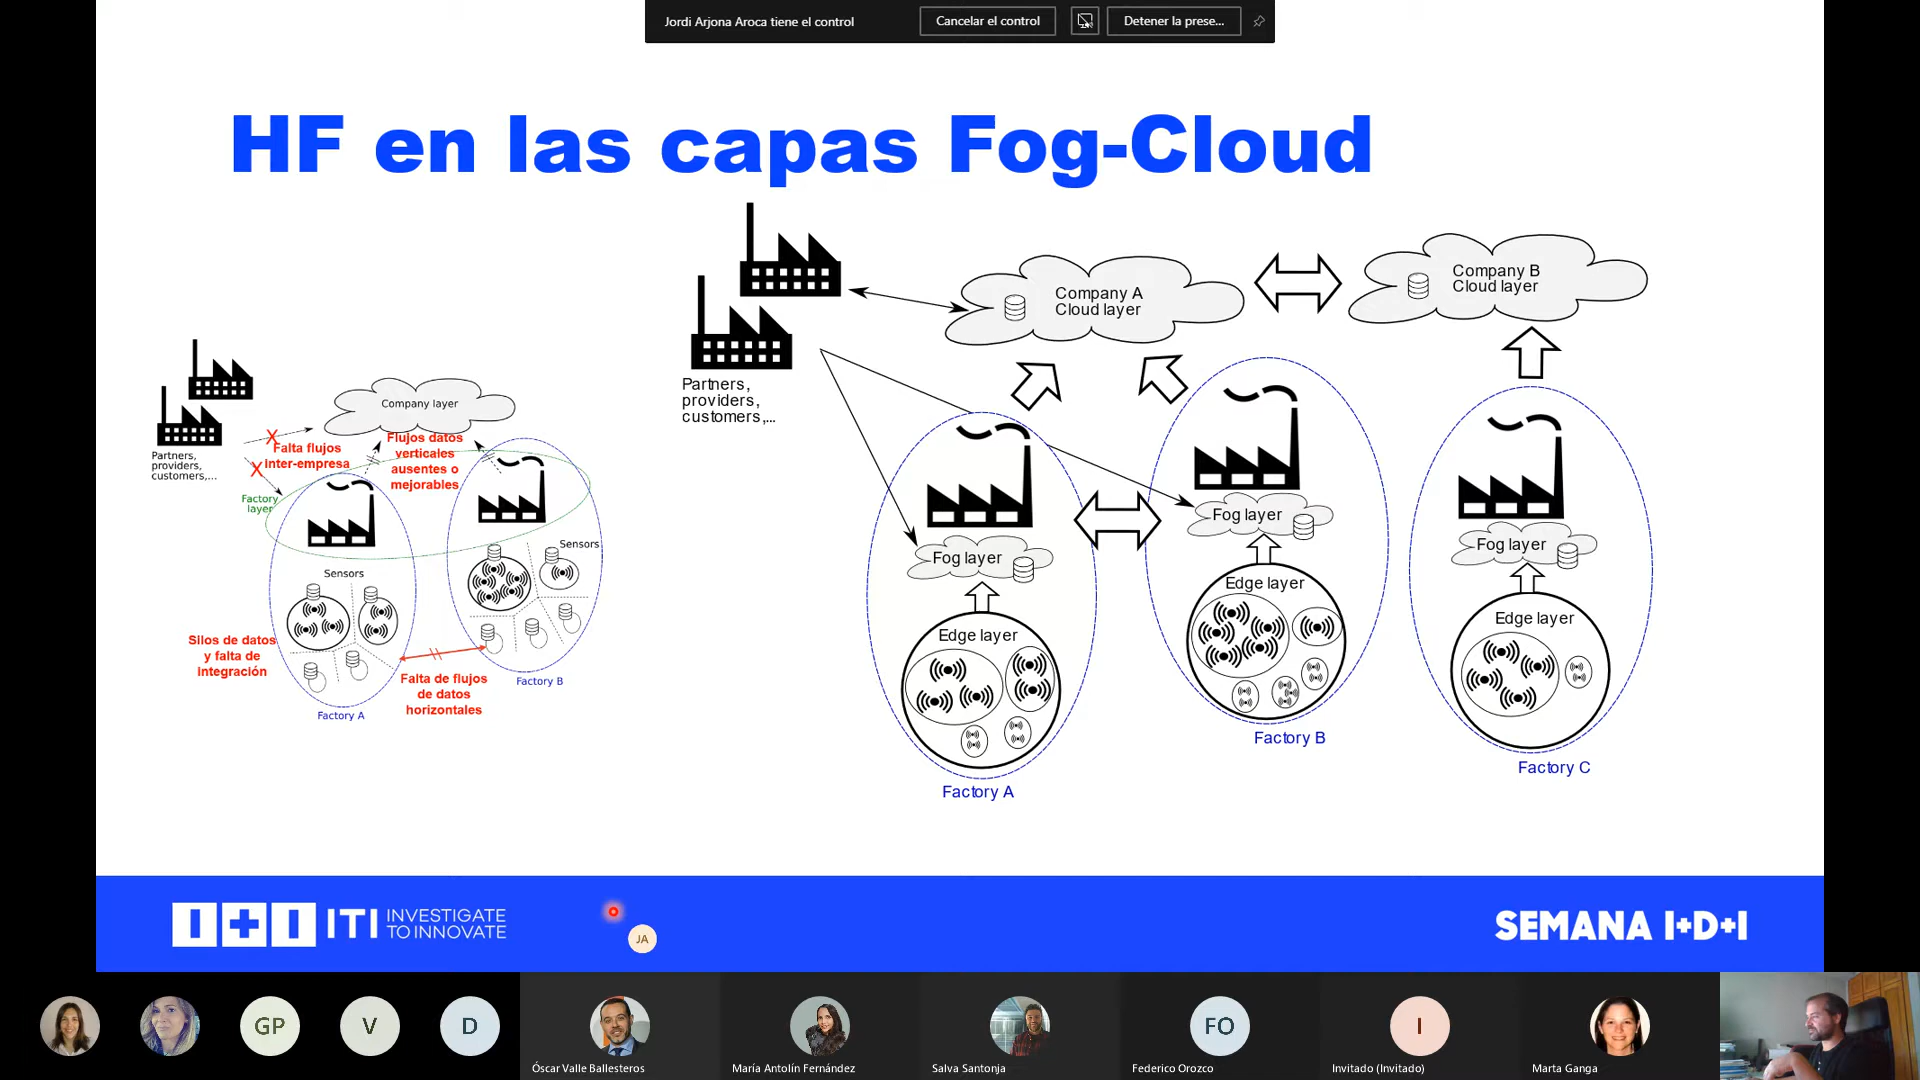 Jordi Arjona Aroca tiene el control
Cancelar el control
Detener la prese...
HF en las capas Fog-Cloud
Partners,
providers,
customers,...
Company layer
Falta flujos
inter-empresa
Flujos datos
verticales
ausentes o
mejorables
Factory
layer
Sensors
Sensors
Silos de datos
y falta de
integración
Falta de flujos
de datos
horizontales
Factory A
Factory B
Partners,
providers,
customers,...
Company A
Cloud layer
Company B
Cloud layer
Fog layer
Edge layer
Factory A
Fog layer
Edge layer
Factory B
Fog layer
Edge layer
Factory C
I+I ITI INVESTIGATE
TO INNOVATE
JA
SEMANA I+D+I
GP
V
D
Óscar Valle Ballesteros
María Antolín Fernández
Salva Santonja
FO
Federico Orozco
I
Invitado (Invitado)
Marta Ganga